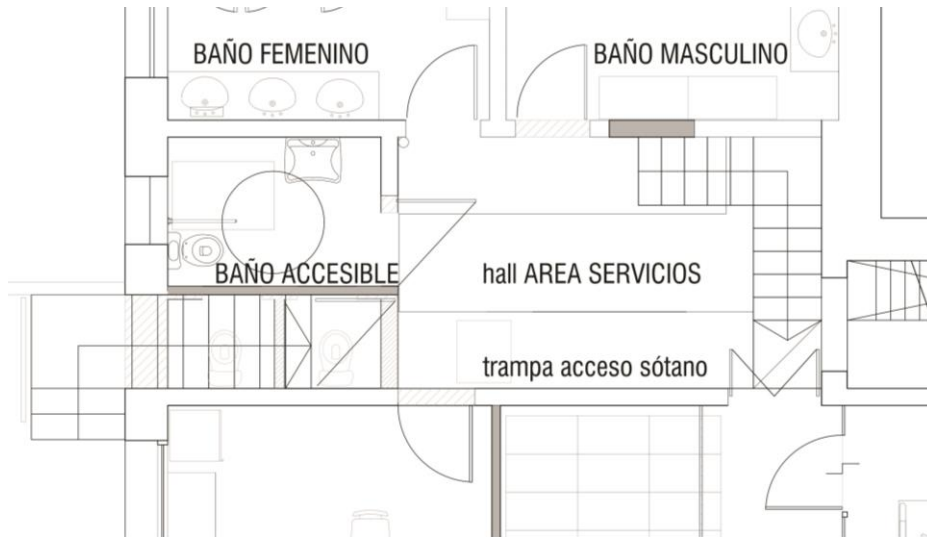 BAÑO FEMENINO
BAÑO MASCULINO
BAÑO ACCESIBLE
hall AREA SERVICIOS
trampa acceso sótano